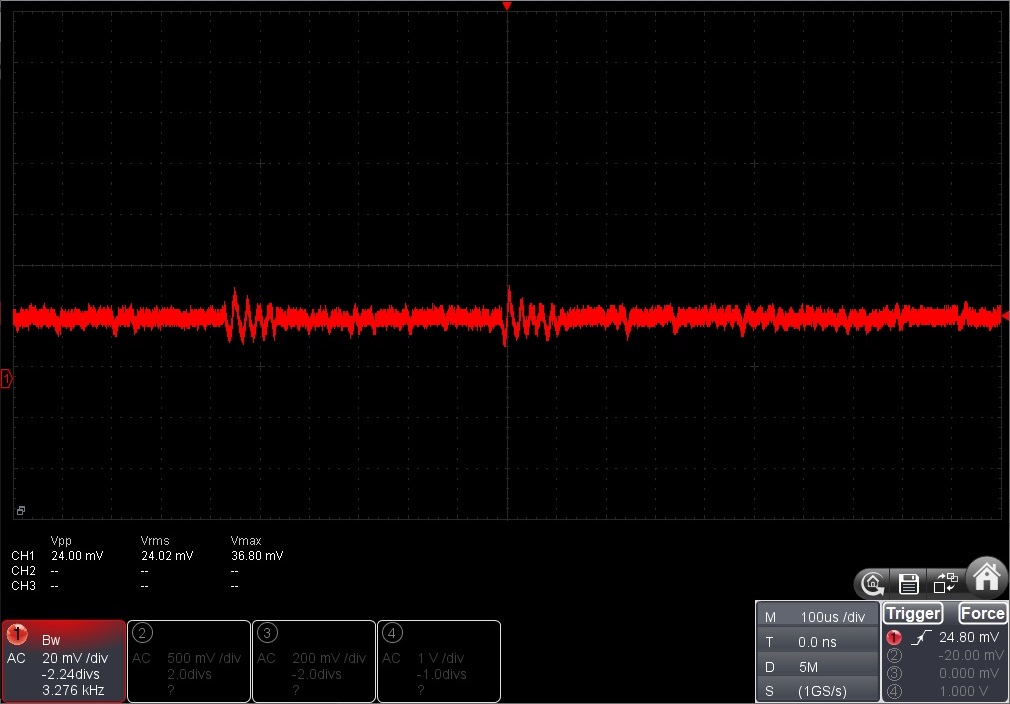 1
Vpp Vrms Vmax
CH1 24.00 mV 24.02 mV 36.80 mV
CH2 -- -- --
CH3 -- -- --
1 Bw
AC 20 mV /div
-2.24divs
3.276 kHz
2
AC 500 mV /div
2.0divs
?
3
AC 200 mV /div
-2.0divs
?
4
AC 1 V /div
-1.0divs
?
M 100us /div
T 0.0 ns
D 5M
S (1GS/s)
Trigger Force
1 24.80 mV
2 -20.00 mV
3 0.000 mV
4 1.000 V